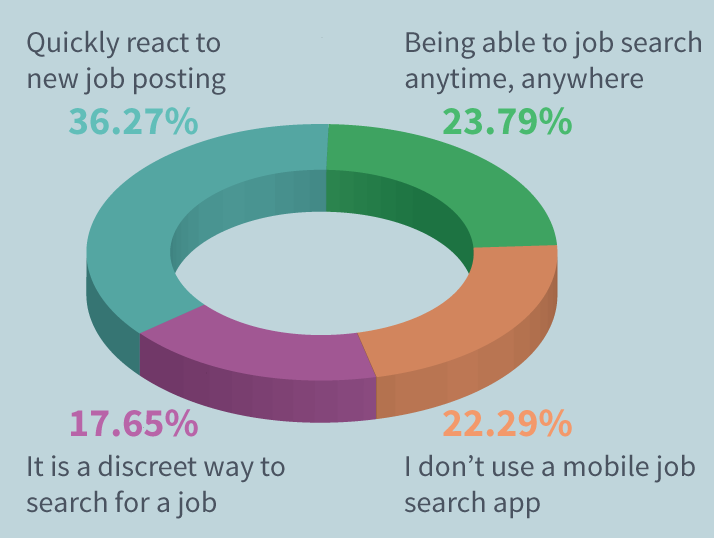 Quickly react to
new job posting
36.27%
Being able to job search
anytime, anywhere
23.79%
17.65%
It is a discreet way to
search for a job
22.29%
I don’t use a mobile job
search app